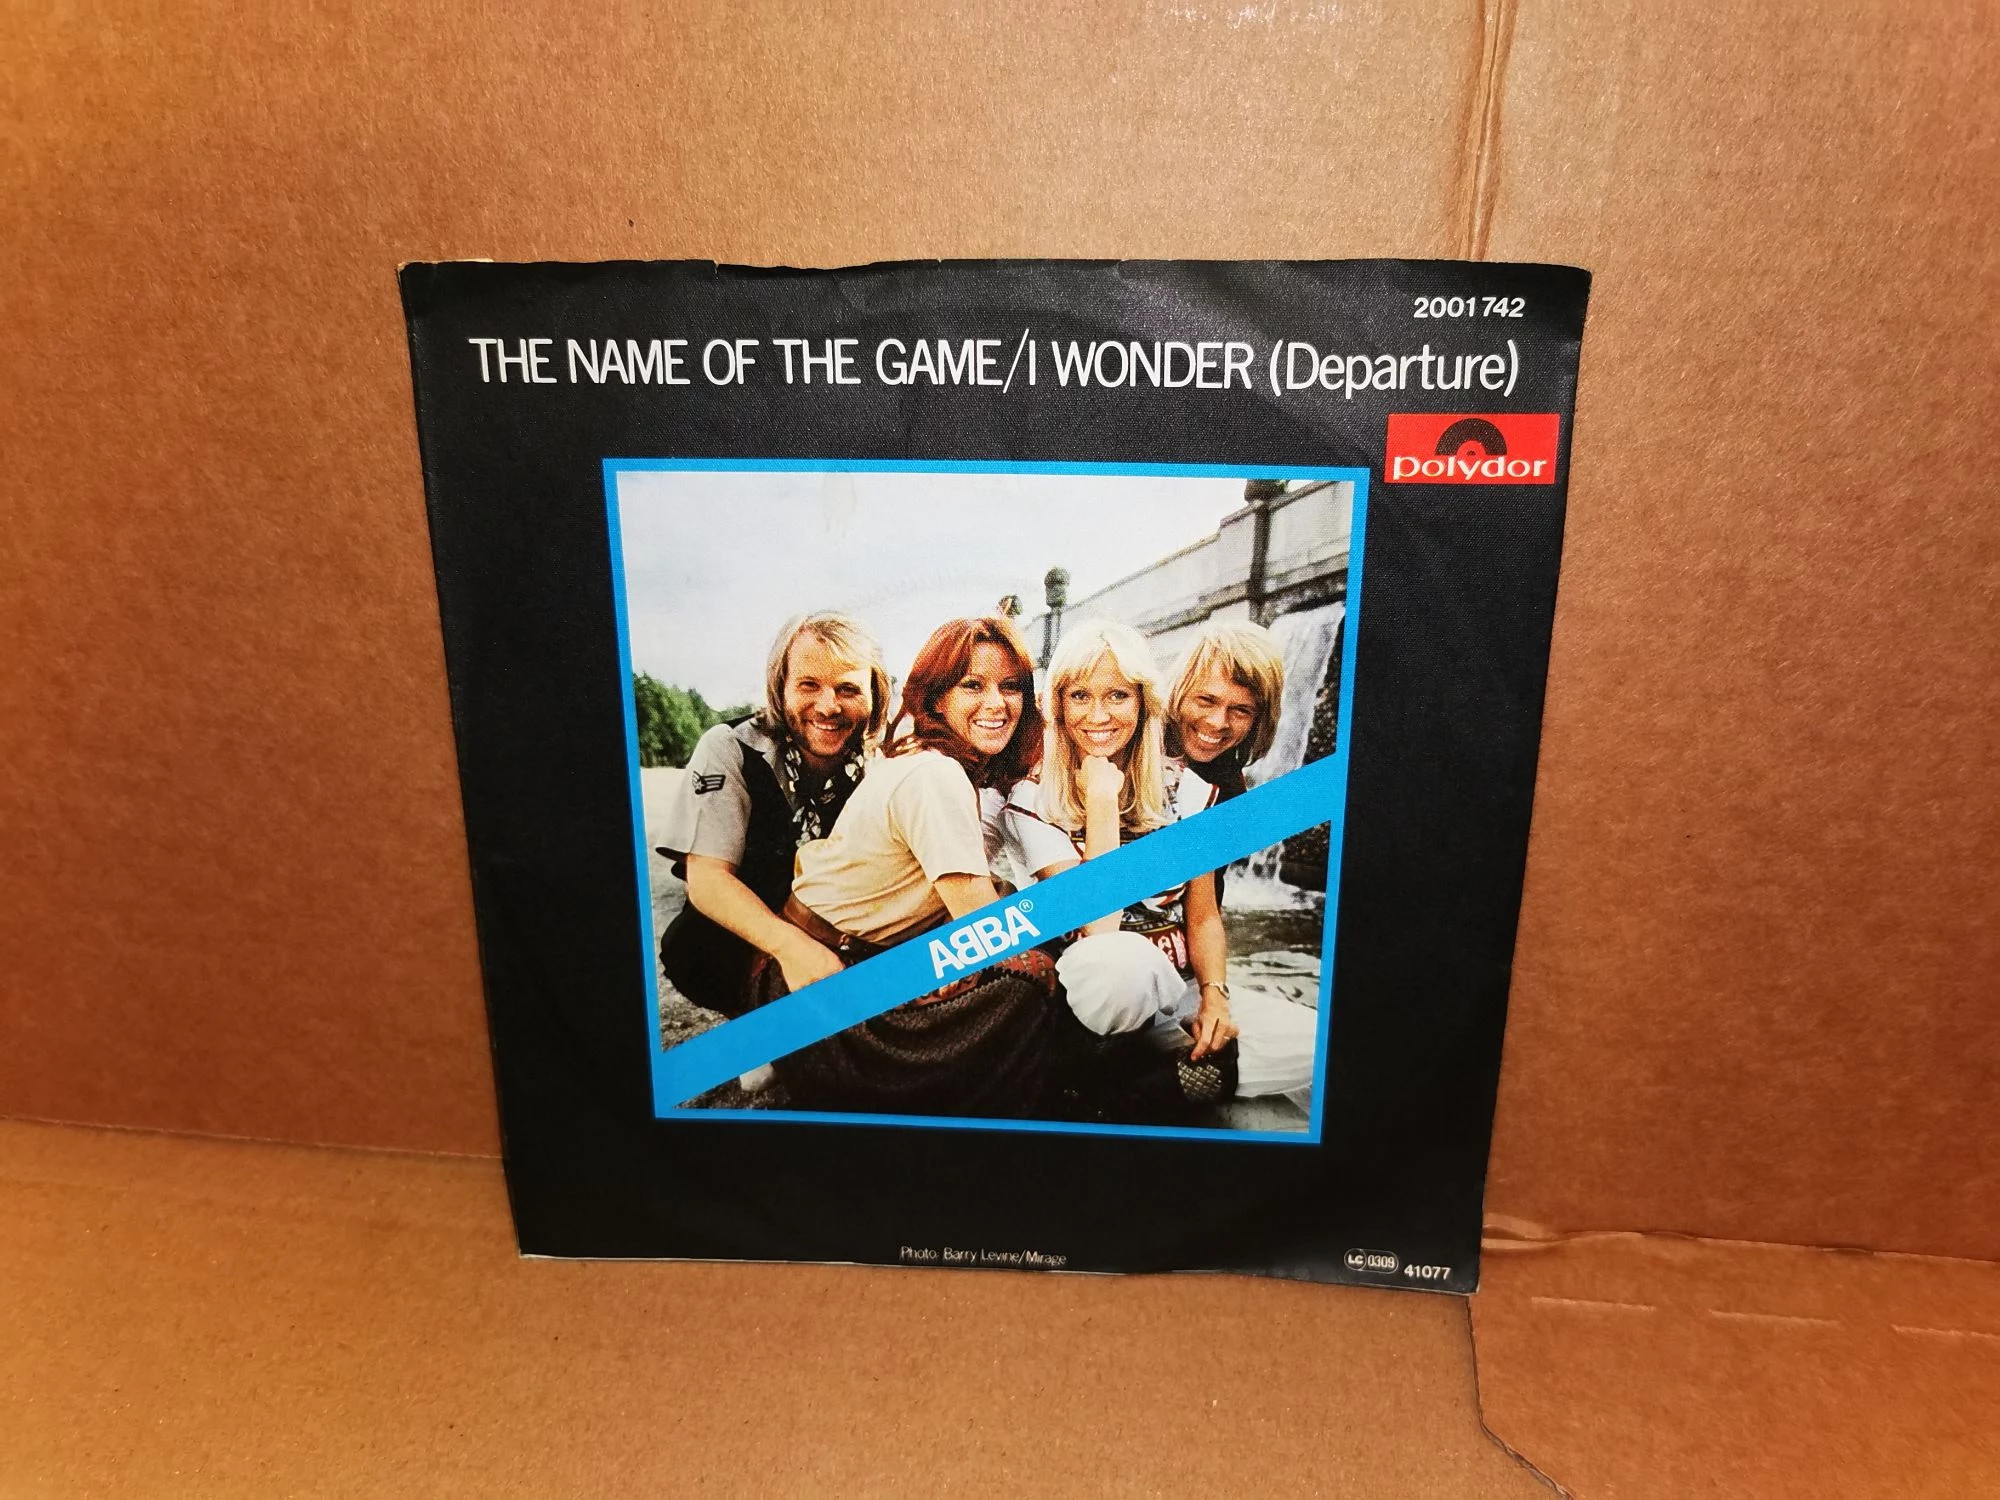 2001 742
THE NAME OF THE GAME/I WONDER (Departure)
polydor
ABBA®
Photo: Barry Levine/Mirage
LC 0309 41077